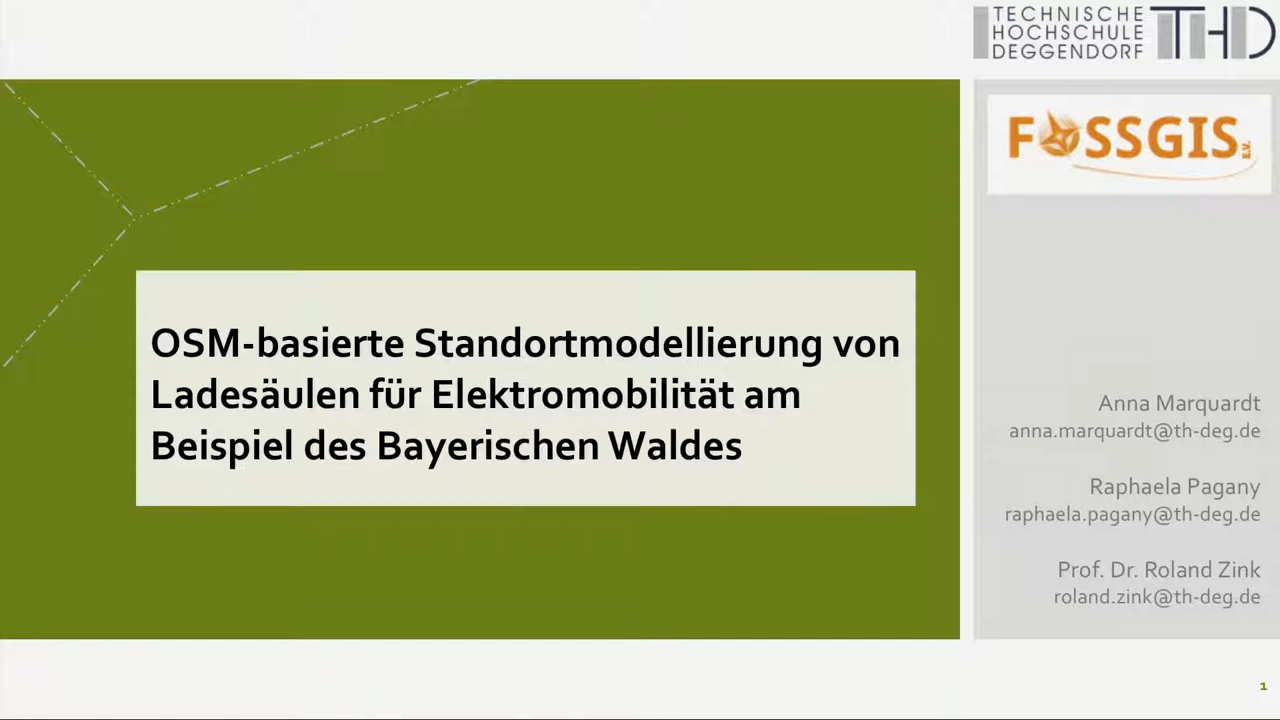 TECHNISCHE
HOCHSCHULE
DEGGENDORF
THD
FOSSGIS e.V.
OSM-basierte Standortmodellierung von
Ladesäulen für Elektromobilität am
Beispiel des Bayerischen Waldes
Anna Marquardt
anna.marquardt@th-deg.de
Raphaela Pagany
raphaela.pagany@th-deg.de
Prof. Dr. Roland Zink
roland.zink@th-deg.de
1